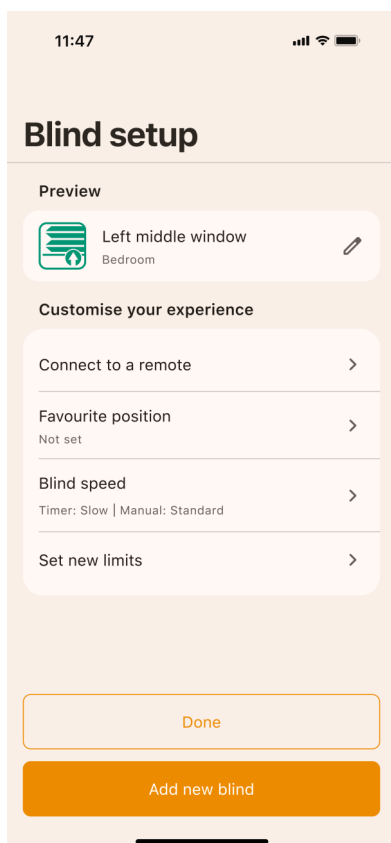 11:47
Blind setup
Preview
Left middle window
Bedroom
Customise your experience
Connect to a remote
Favourite position
Not set
Blind speed
Timer: Slow | Manual: Standard
Set new limits
Done
Add new blind